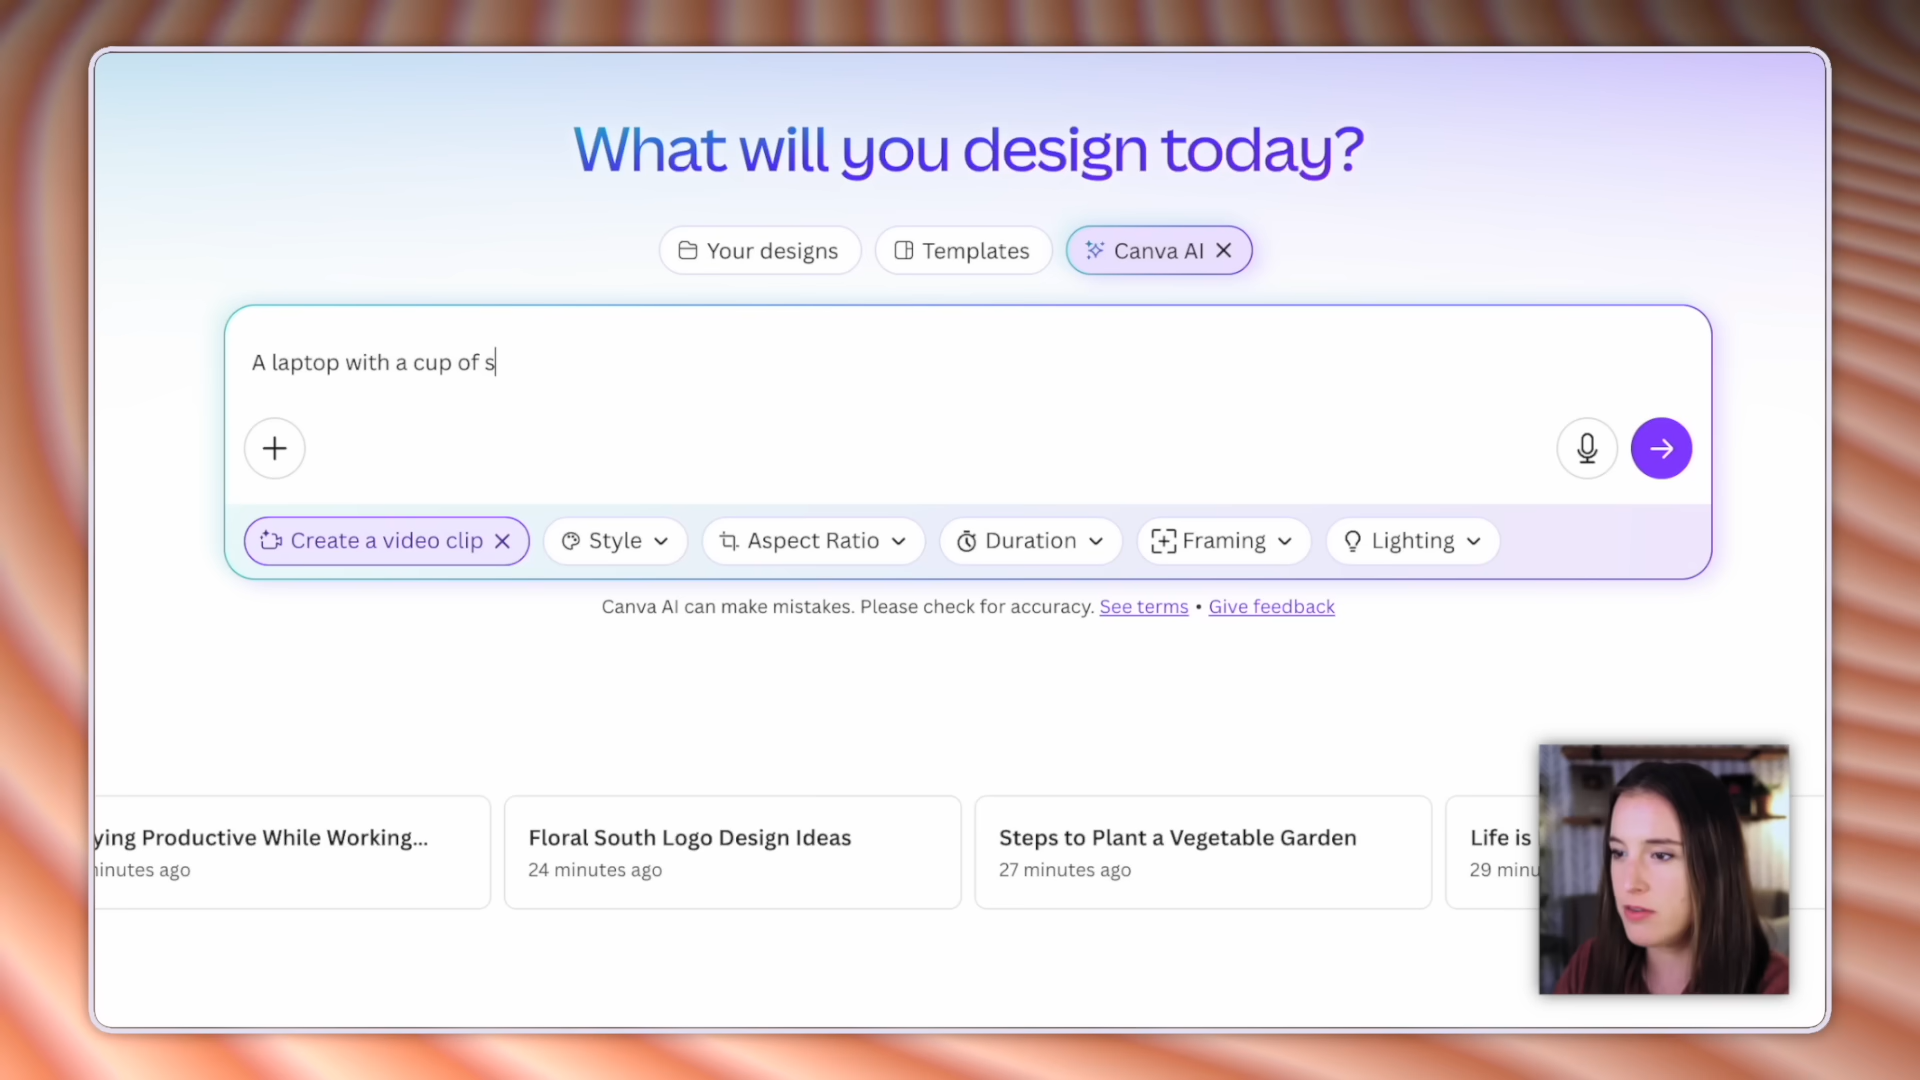 What will you design today?
Your designs
Templates
Canva AI
A laptop with a cup of s
Create a video clip
Style
Aspect Ratio
Duration
Framing
Lighting
Canva AI can make mistakes. Please check for accuracy. See terms • Give feedback
ying Productive While Working...
inutes ago
Floral South Logo Design Ideas
24 minutes ago
Steps to Plant a Vegetable Garden
27 minutes ago
Life is
29 minu